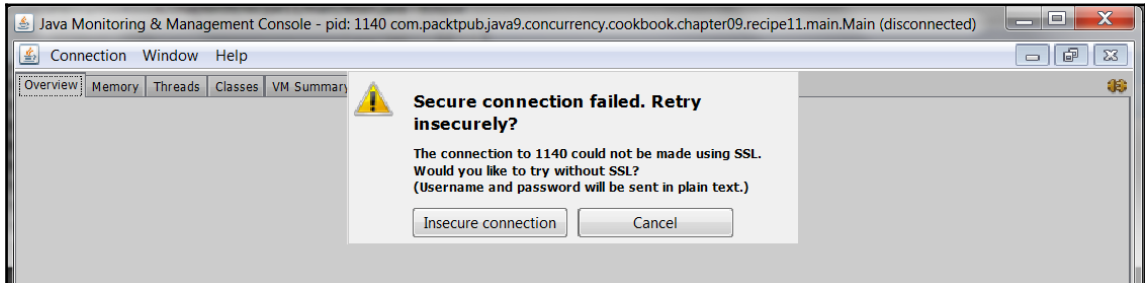 Java Monitoring & Management Console - pid: 1140 com.packtpub.java9.concurrency.cookbook.chapter09.recipe11.main.Main (disconnected)
Connection Window Help
Overview Memory Threads Classes VM Summary
Secure connection failed. Retry
insecurely?
The connection to 1140 could not be made using SSL.
Would you like to try without SSL?
(Username and password will be sent in plain text.)
Insecure connection Cancel